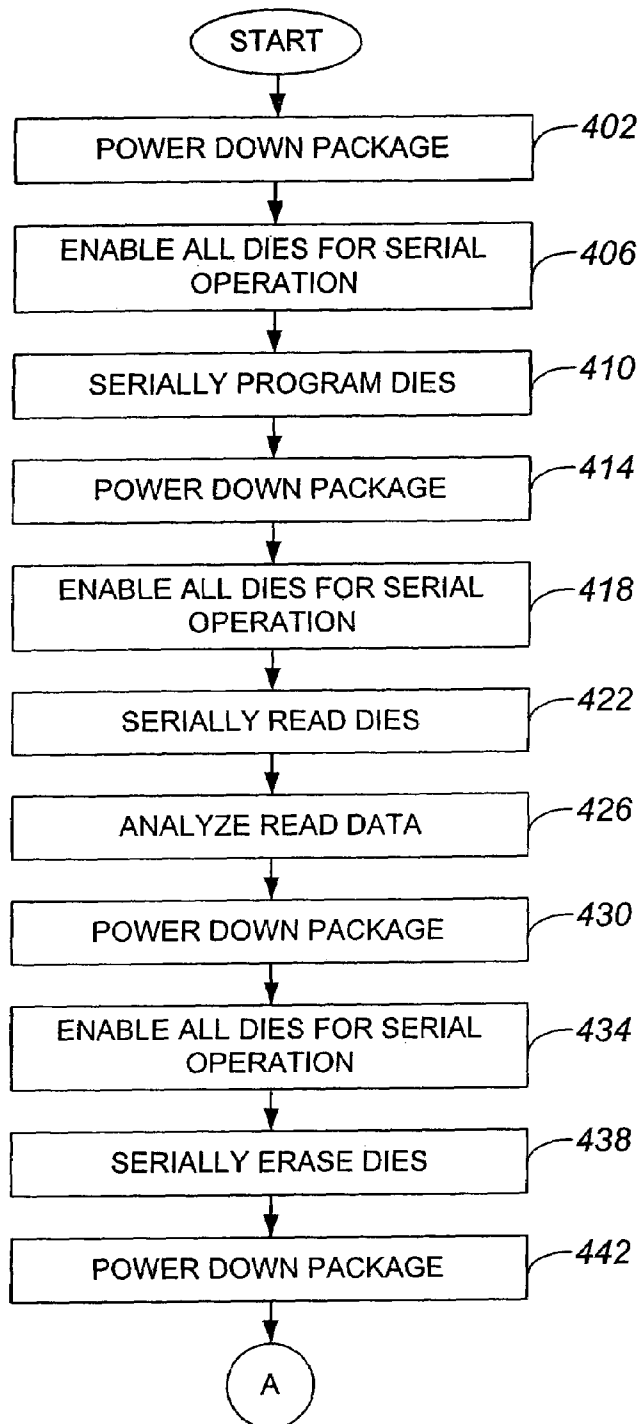 START
POWER DOWN PACKAGE
402
ENABLE ALL DIES FOR SERIAL
OPERATION
406
SERIALLY PROGRAM DIES
410
POWER DOWN PACKAGE
414
ENABLE ALL DIES FOR SERIAL
OPERATION
418
SERIALLY READ DIES
422
ANALYZE READ DATA
426
POWER DOWN PACKAGE
430
ENABLE ALL DIES FOR SERIAL
OPERATION
434
SERIALLY ERASE DIES
438
POWER DOWN PACKAGE
442
A